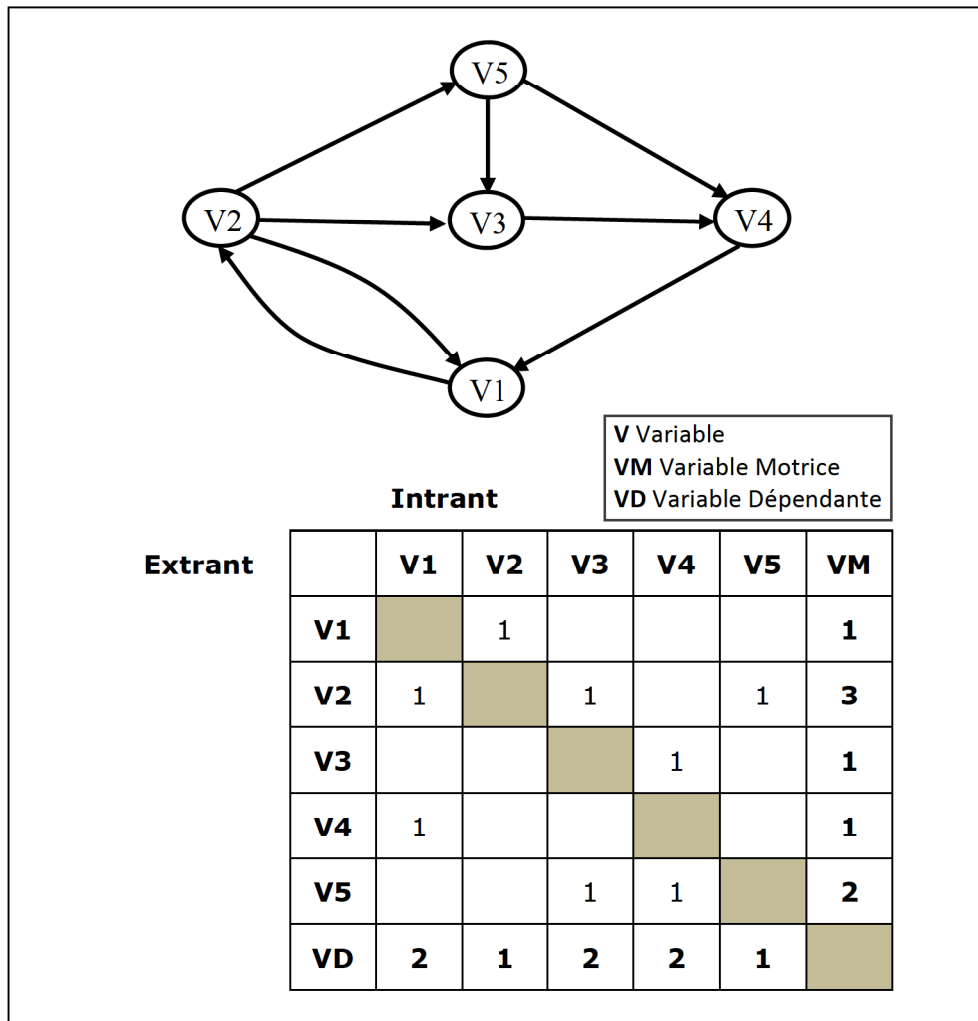 V5
V2
V3
V4
V1
V Variable
VM Variable Motrice
VD Variable Dépendante
Intrant
Extrant
V1 V2 V3 V4 V5 VM
V1 1 1
V2 1 1 1 3
V3 1 1
V4 1 1
V5 1 1 2
VD 2 1 2 2 1